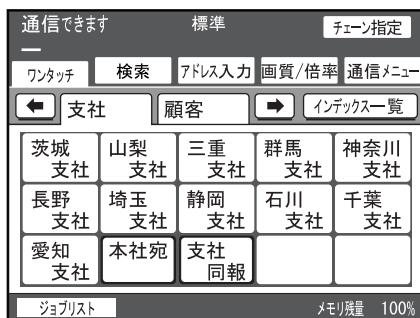 通信できます 標準 チェーン指定
ワンタッチ 検索 アドレス入力 画質/倍率 通信メニュー
支社 顧客 インデックス一覧
茨城 山梨 三重 群馬 神奈川
支社 支社 支社 支社 支社
長野 埼玉 静岡 石川 千葉
支社 支社 支社 支社 支社
愛知 本社宛 支社
支社 同報
ジョブリスト メモリ残量 100%